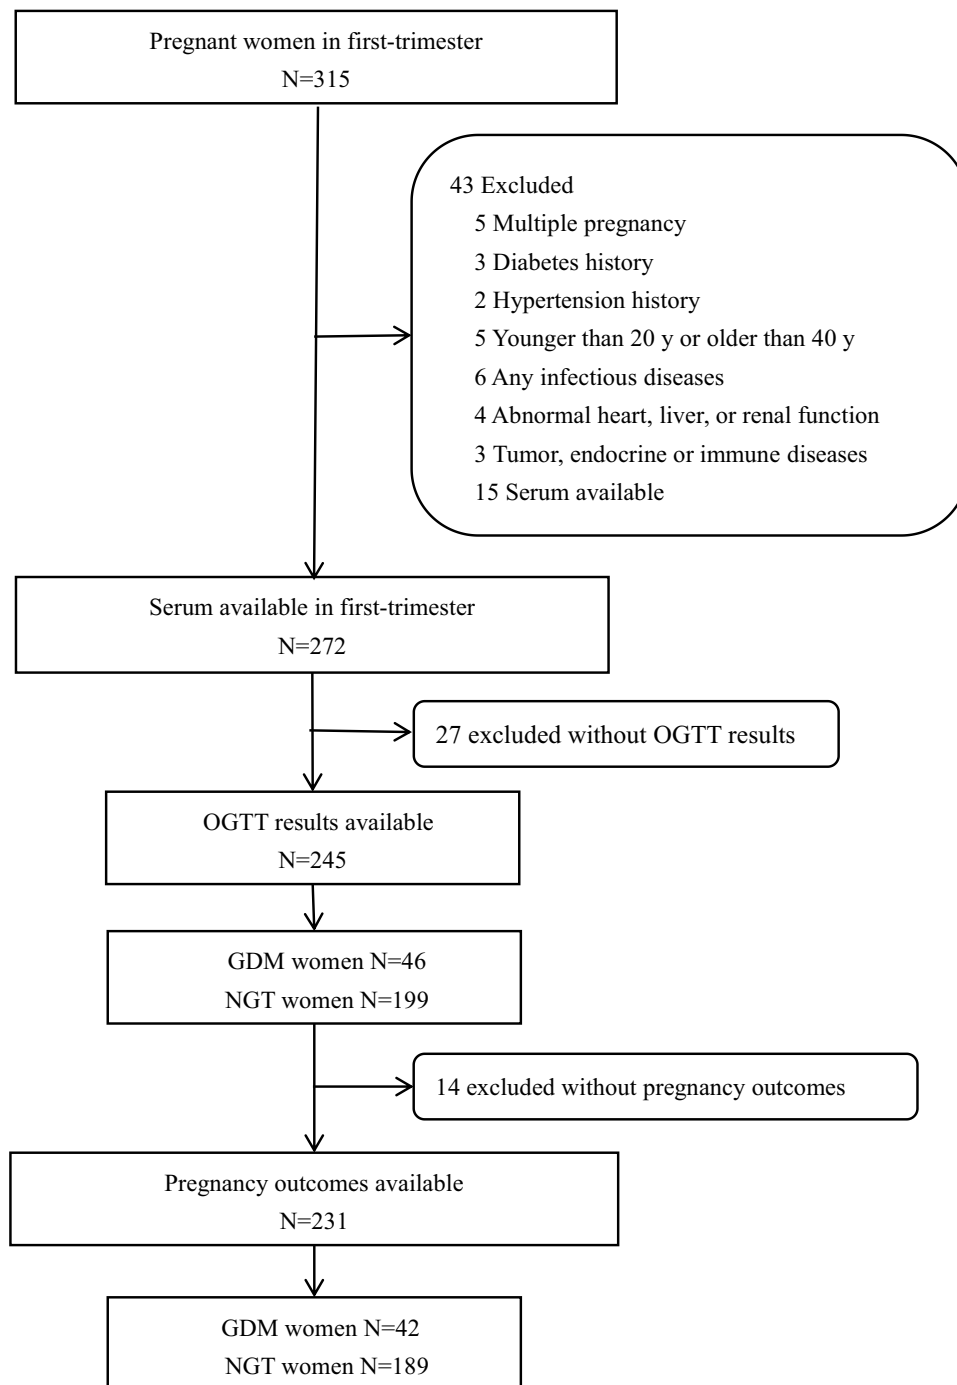 Pregnant women in first-trimester
N=315
43 Excluded
5 Multiple pregnancy
3 Diabetes history
2 Hypertension history
5 Younger than 20 y or older than 40 y
6 Any infectious diseases
4 Abnormal heart, liver, or renal function
3 Tumor, endocrine or immune diseases
15 Serum available
Serum available in first-trimester
N=272
27 excluded without OGTT results
OGTT results available
N=245
GDM women N=46
NGT women N=199
14 excluded without pregnancy outcomes
Pregnancy outcomes available
N=231
GDM women N=42
NGT women N=189